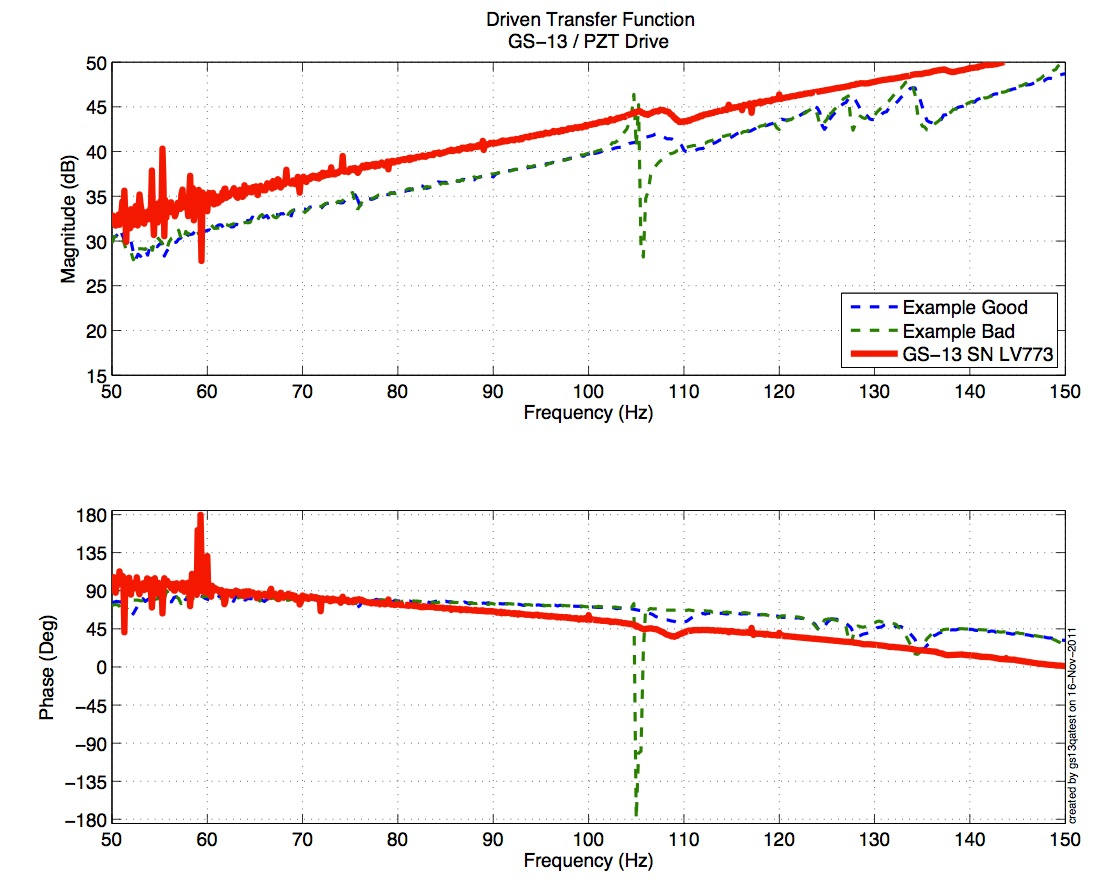 Driven Transfer Function
GS−13 / PZT Drive
50
45
40
35
30
25
20
15
Magnitude (dB)
Example Good
Example Bad
GS−13 SN LV773
50 60 70 80 90 100 110 120 130 140 150
Frequency (Hz)
180
135
90
45
0
−45
−90
−135
−180
Phase (Deg)
50 60 70 80 90 100 110 120 130 140 150
Frequency (Hz)
created by gs13qatest on 16−Nov−2011